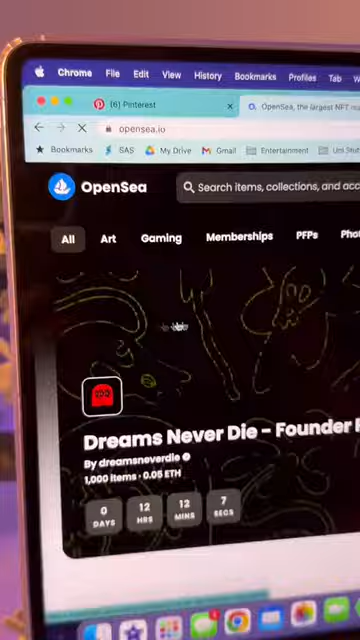 Chrome File Edit View History Bookmarks Profiles Tab
(6) Pinterest × OpenSea, the largest NFT
opensea.io
Bookmarks SAS My Drive Gmail Entertainment Uni
OpenSea Search items, collections, and acc
All Art Gaming Memberships PFPs Phot
Dreams Never Die - Founder
By dreamsneverdie
1,000 items · 0.05 ETH
0 12 12 7
DAYS HRS MINS SECS